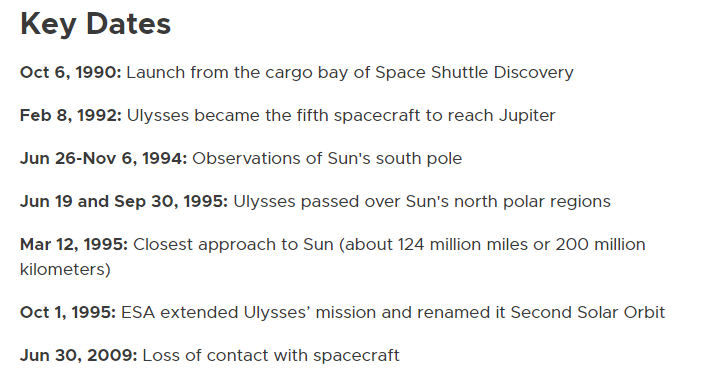 Key Dates
Oct 6, 1990: Launch from the cargo bay of Space Shuttle Discovery
Feb 8, 1992: Ulysses became the fifth spacecraft to reach Jupiter
Jun 26-Nov 6, 1994: Observations of Sun's south pole
Jun 19 and Sep 30, 1995: Ulysses passed over Sun's north polar regions
Mar 12, 1995: Closest approach to Sun (about 124 million miles or 200 million
kilometers)
Oct 1, 1995: ESA extended Ulysses’ mission and renamed it Second Solar Orbit
Jun 30, 2009: Loss of contact with spacecraft